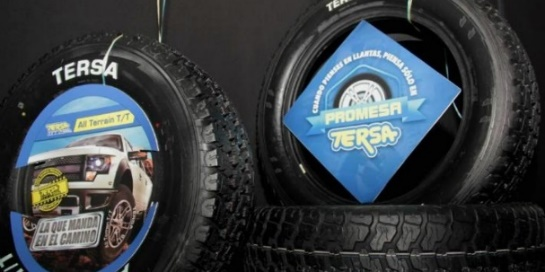 TERSA
TERSA
All Terrain T/T
TERSA
LA QUE MANDA
EN EL CAMINO
TERSA
CUANDO PIENSES EN LLANTAS, PIENSA SÓLO EN
PROMESA
TERSA